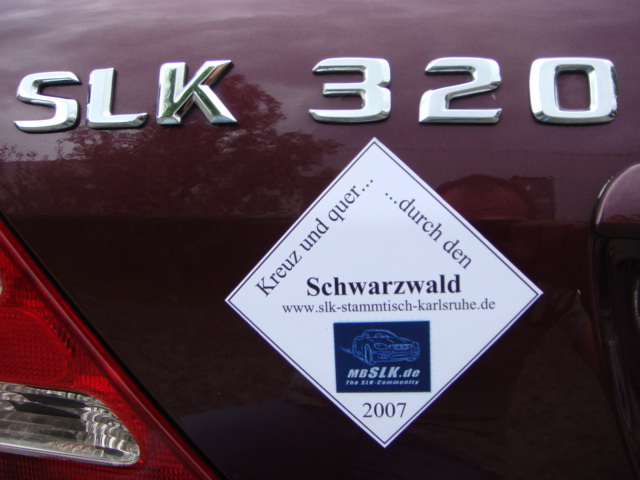 SLK 320
Kreuz und quer...
...durch den
Schwarzwald
www.slk-stammtisch-karlsruhe.de
MBSLK.de
The SLK-Community
2007